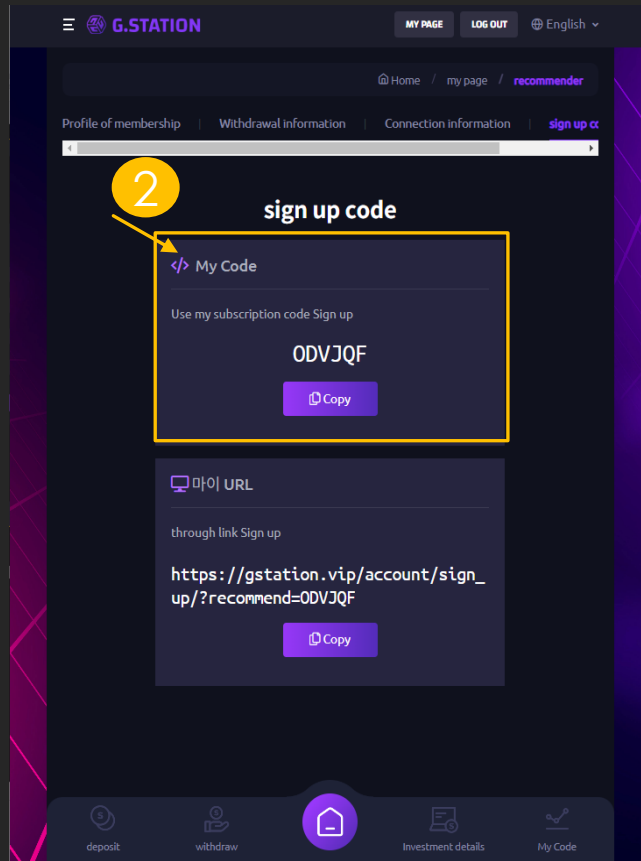 G.STATION
MY PAGE
LOG OUT
English
Home / my page / recommender
Profile of membership | Withdrawal information | Connection information | sign up cc
2
sign up code
</> My Code
Use my subscription code Sign up
ODVJQF
Copy
마이 URL
through link Sign up
https://gstation.vip/account/sign_
up/?recommend=ODVJQF
Copy
deposit
withdraw
Investment details
My Code